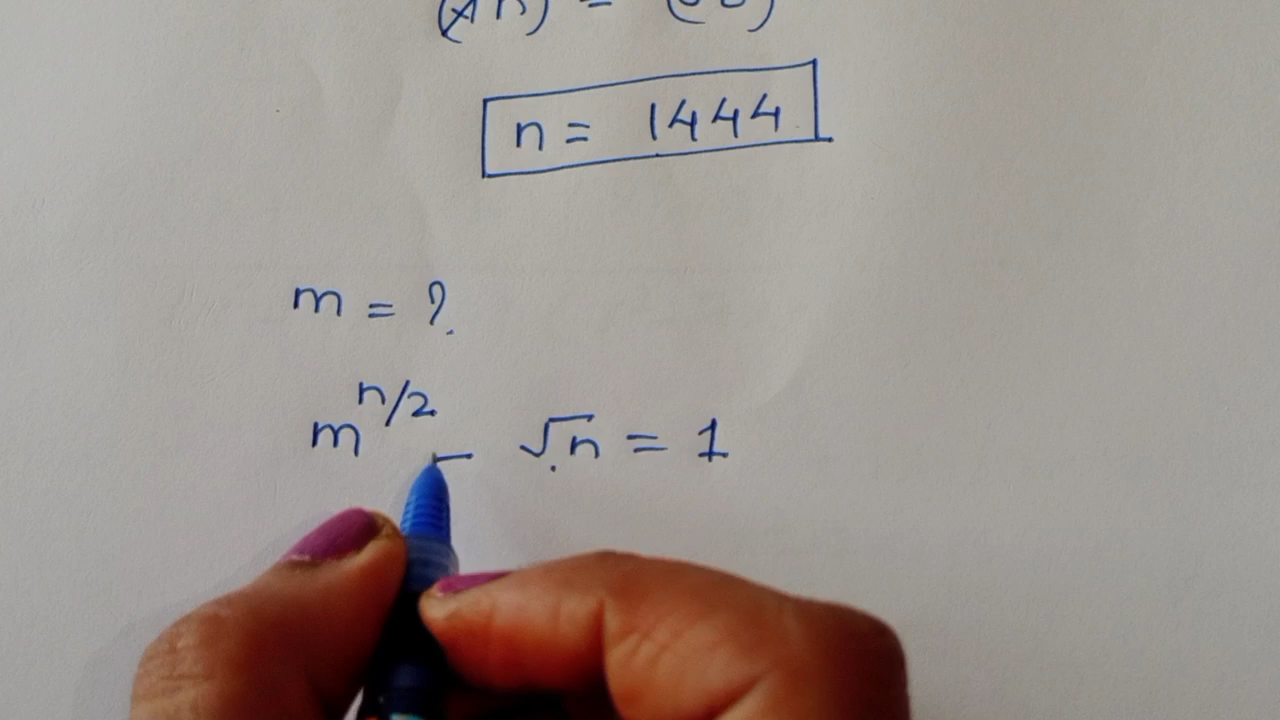 n = 1444
m = ?
m^{n/2} - √n = 1